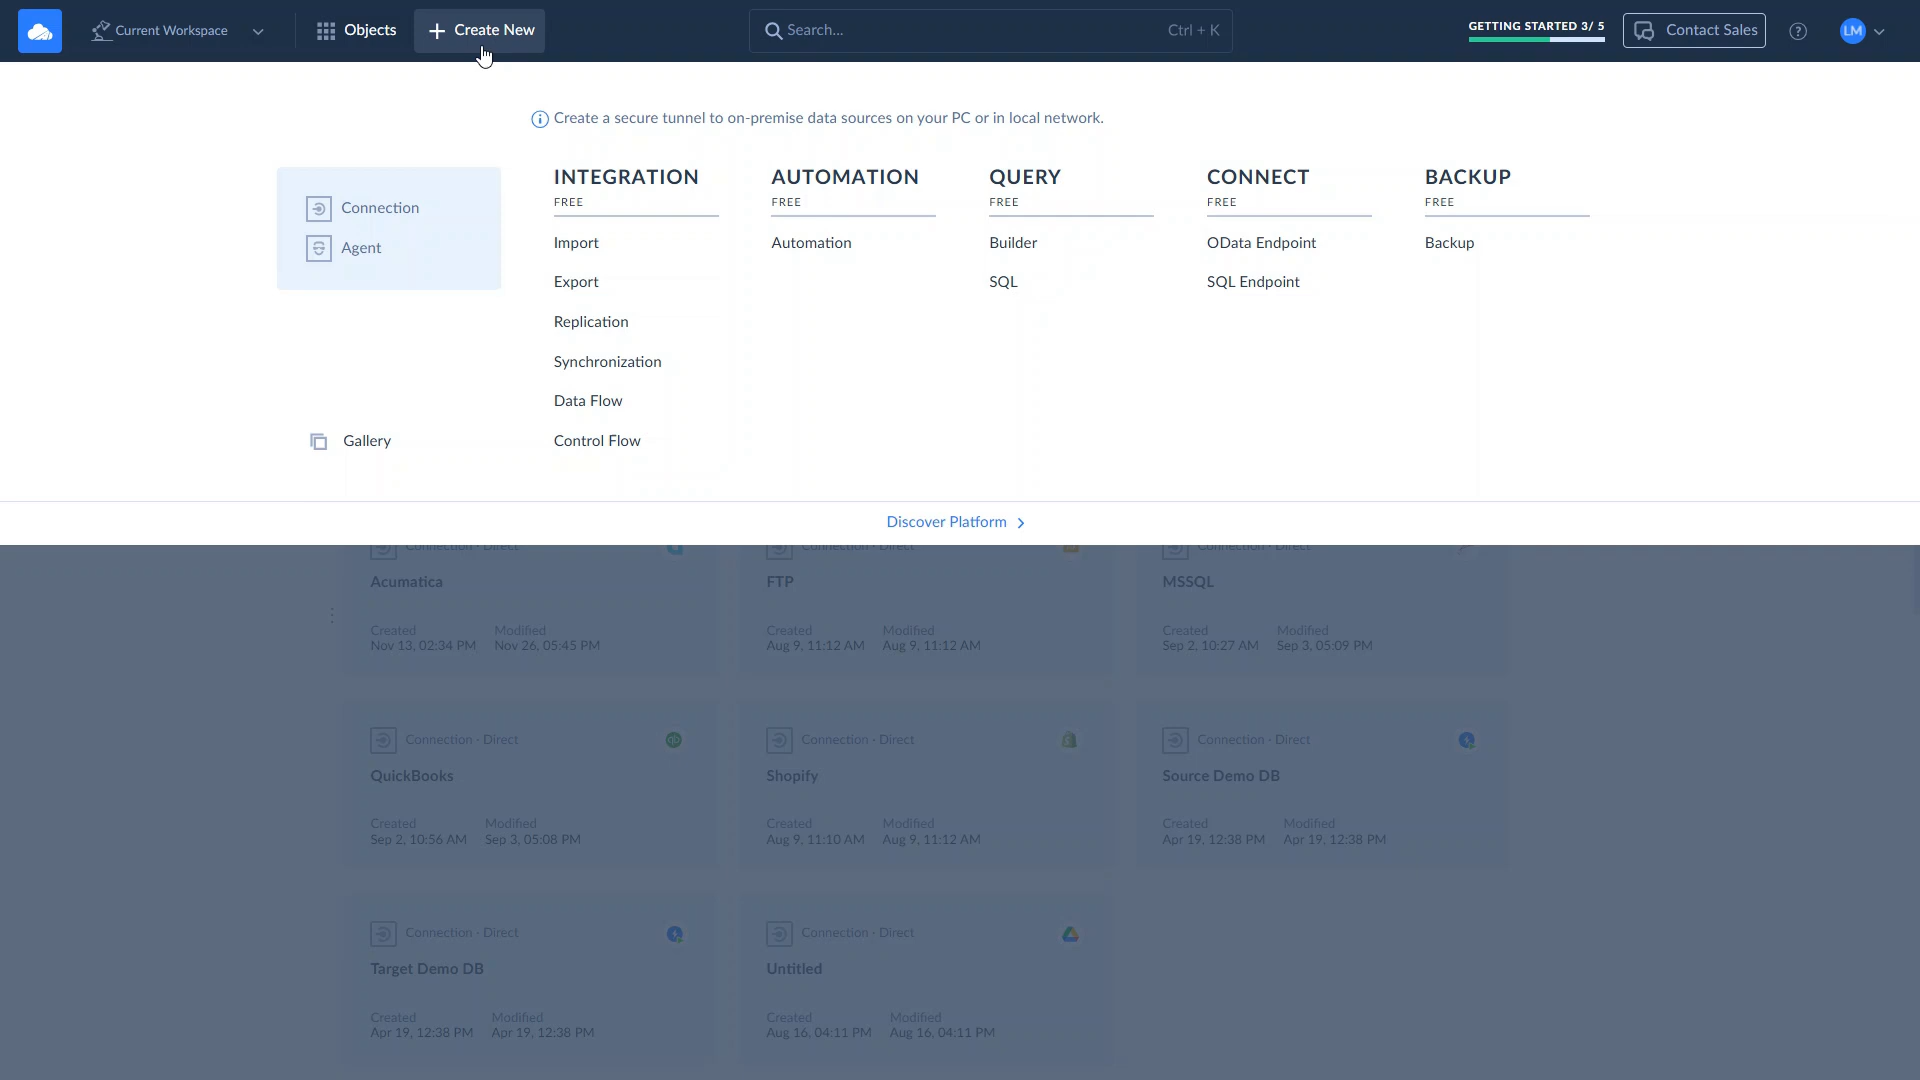 Current Workspace
Objects
Create New
Search...
Ctrl + K
GETTING STARTED 3/ 5
Contact Sales
LM
Create a secure tunnel to on-premise data sources on your PC or in local network.
Connection
Agent
Gallery
INTEGRATION
FREE
Import
Export
Replication
Synchronization
Data Flow
Control Flow
AUTOMATION
FREE
Automation
QUERY
FREE
Builder
SQL
CONNECT
FREE
OData Endpoint
SQL Endpoint
BACKUP
FREE
Backup
Discover Platform
Connection · Direct
Acumatica
Created
Modified
Nov 13, 02:34 PM
Nov 26, 05:45 PM
Connection · Direct
FTP
Created
Modified
Aug 9, 11:12 AM
Aug 9, 11:12 AM
Connection · Direct
MSSQL
Created
Modified
Sep 2, 10:27 AM
Sep 3, 05:09 PM
Connection · Direct
qb
QuickBooks
Created
Modified
Sep 2, 10:56 AM
Sep 3, 05:08 PM
Connection · Direct
Shopify
Created
Modified
Aug 9, 11:10 AM
Aug 9, 11:12 AM
Connection · Direct
Source Demo DB
Created
Modified
Apr 19, 12:38 PM
Apr 19, 12:38 PM
Connection · Direct
Target Demo DB
Created
Modified
Apr 19, 12:38 PM
Apr 19, 12:38 PM
Connection · Direct
Untitled
Created
Modified
Aug 16, 04:11 PM
Aug 16, 04:11 PM